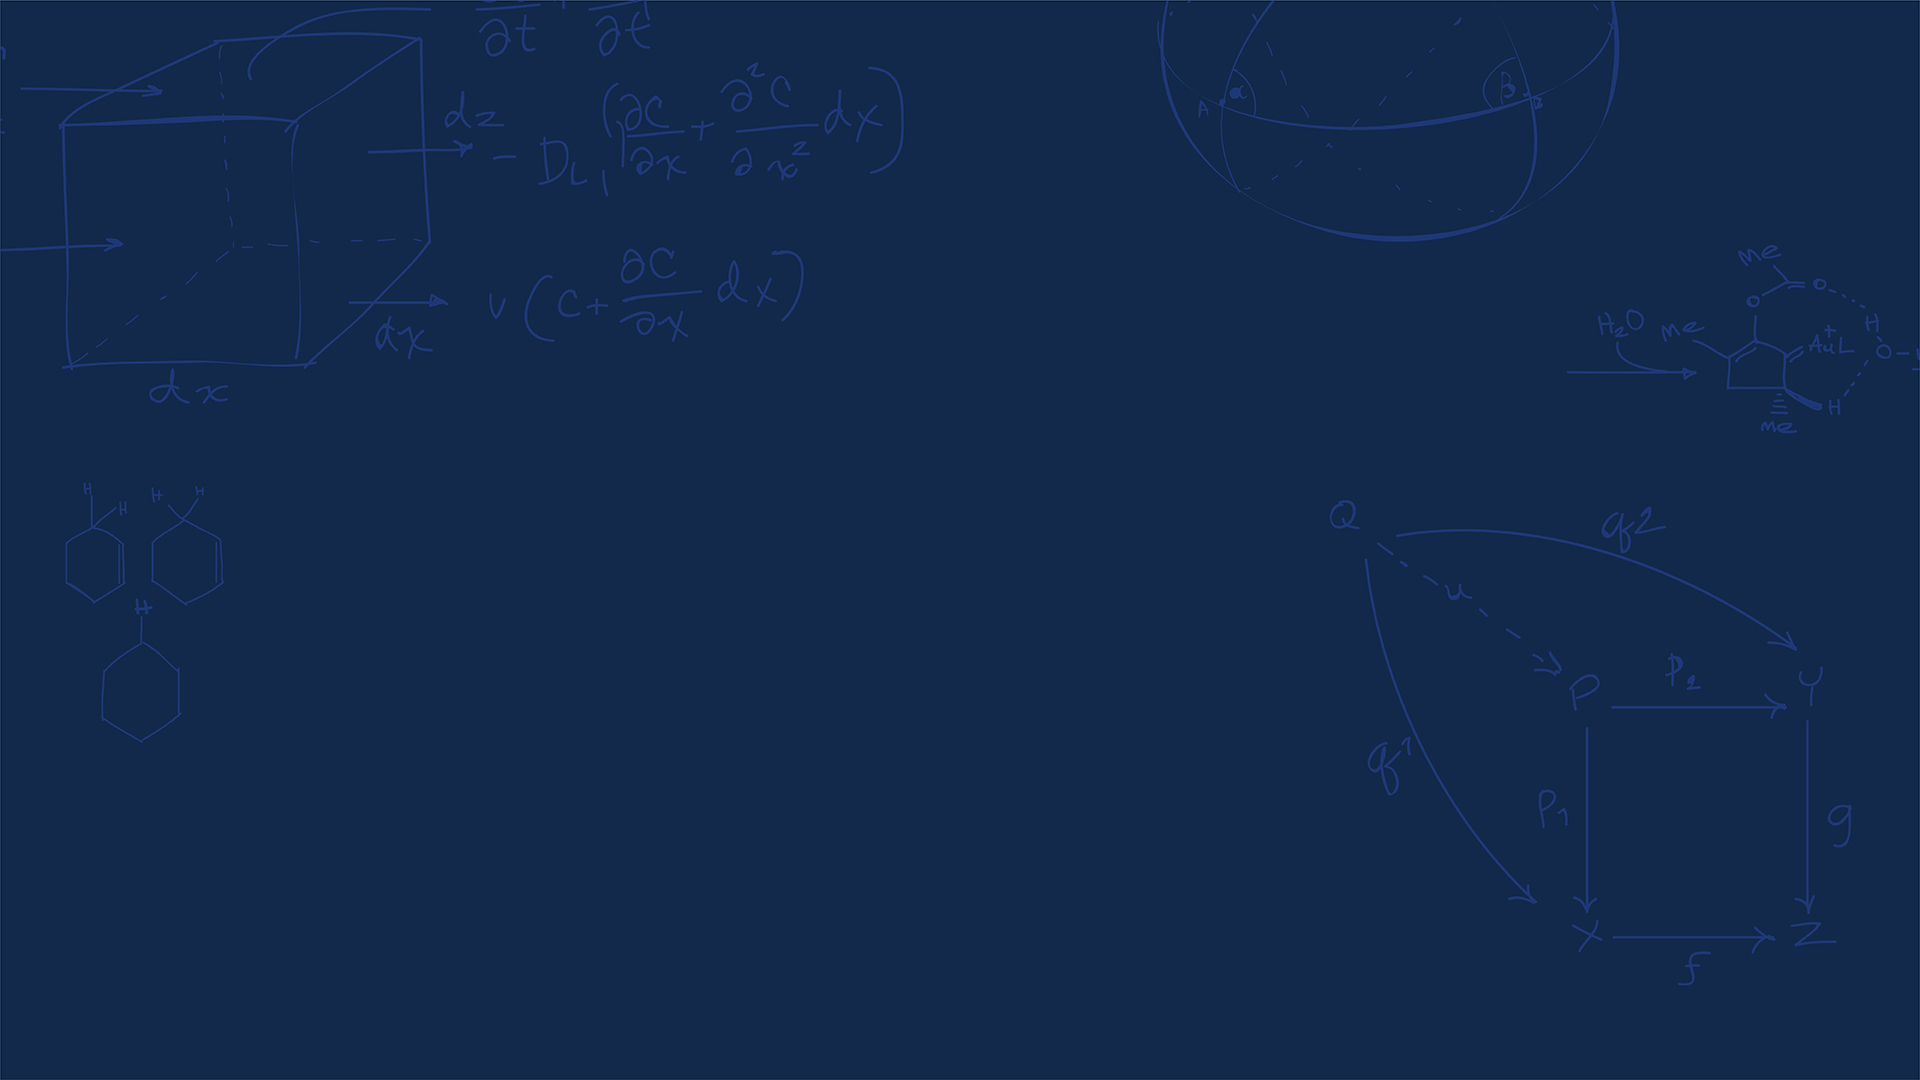 ∂t ∂t
dz
- D_L (∂C/∂x + ∂²C/∂x² dx)
v (C + ∂C/∂x dx)
dx
dx
A α β B
Me
O O
H
H₂O Me AuL⁺ O
H
Me
H H H H
H
Q q2
u
P P₂ Y
q1 P₁ g
X f Z